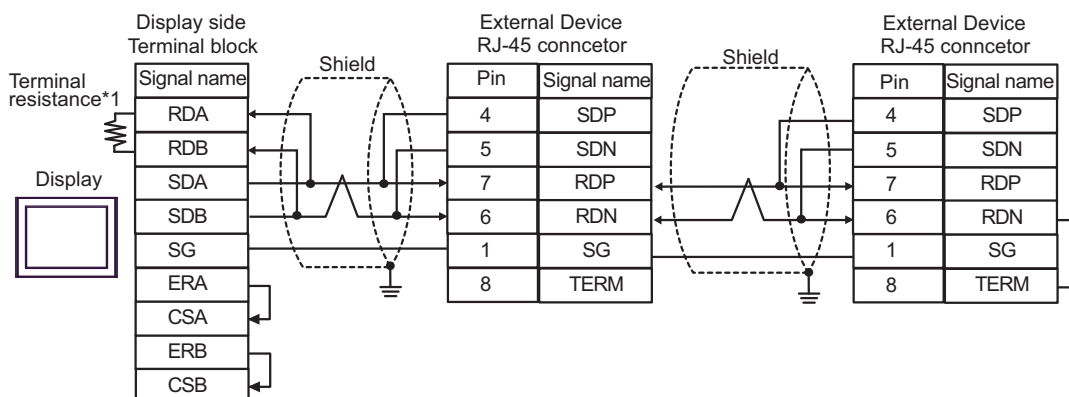 Display side
Terminal block
External Device
RJ-45 conncetor
External Device
RJ-45 conncetor
Shield
Shield
Terminal
resistance*1
Display
Signal name
RDA
RDB
SDA
SDB
SG
ERA
CSA
ERB
CSB
Pin Signal name
4 SDP
5 SDN
7 RDP
6 RDN
1 SG
8 TERM
Pin Signal name
4 SDP
5 SDN
7 RDP
6 RDN
1 SG
8 TERM